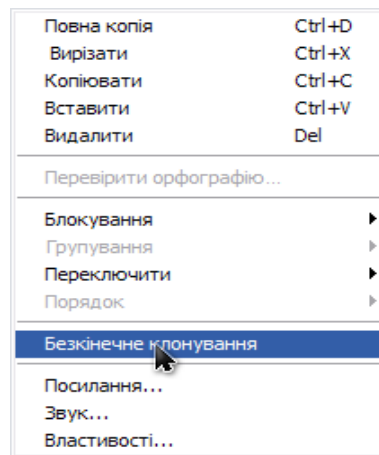 Повна копія Ctrl+D
Вирізати Ctrl+X
Копіювати Ctrl+C
Вставити Ctrl+V
Видалити Del
Перевірити орфографію...
Блокування
Групування
Переключити
Порядок
Безкінечне клонування
Посилання...
Звук...
Властивості...